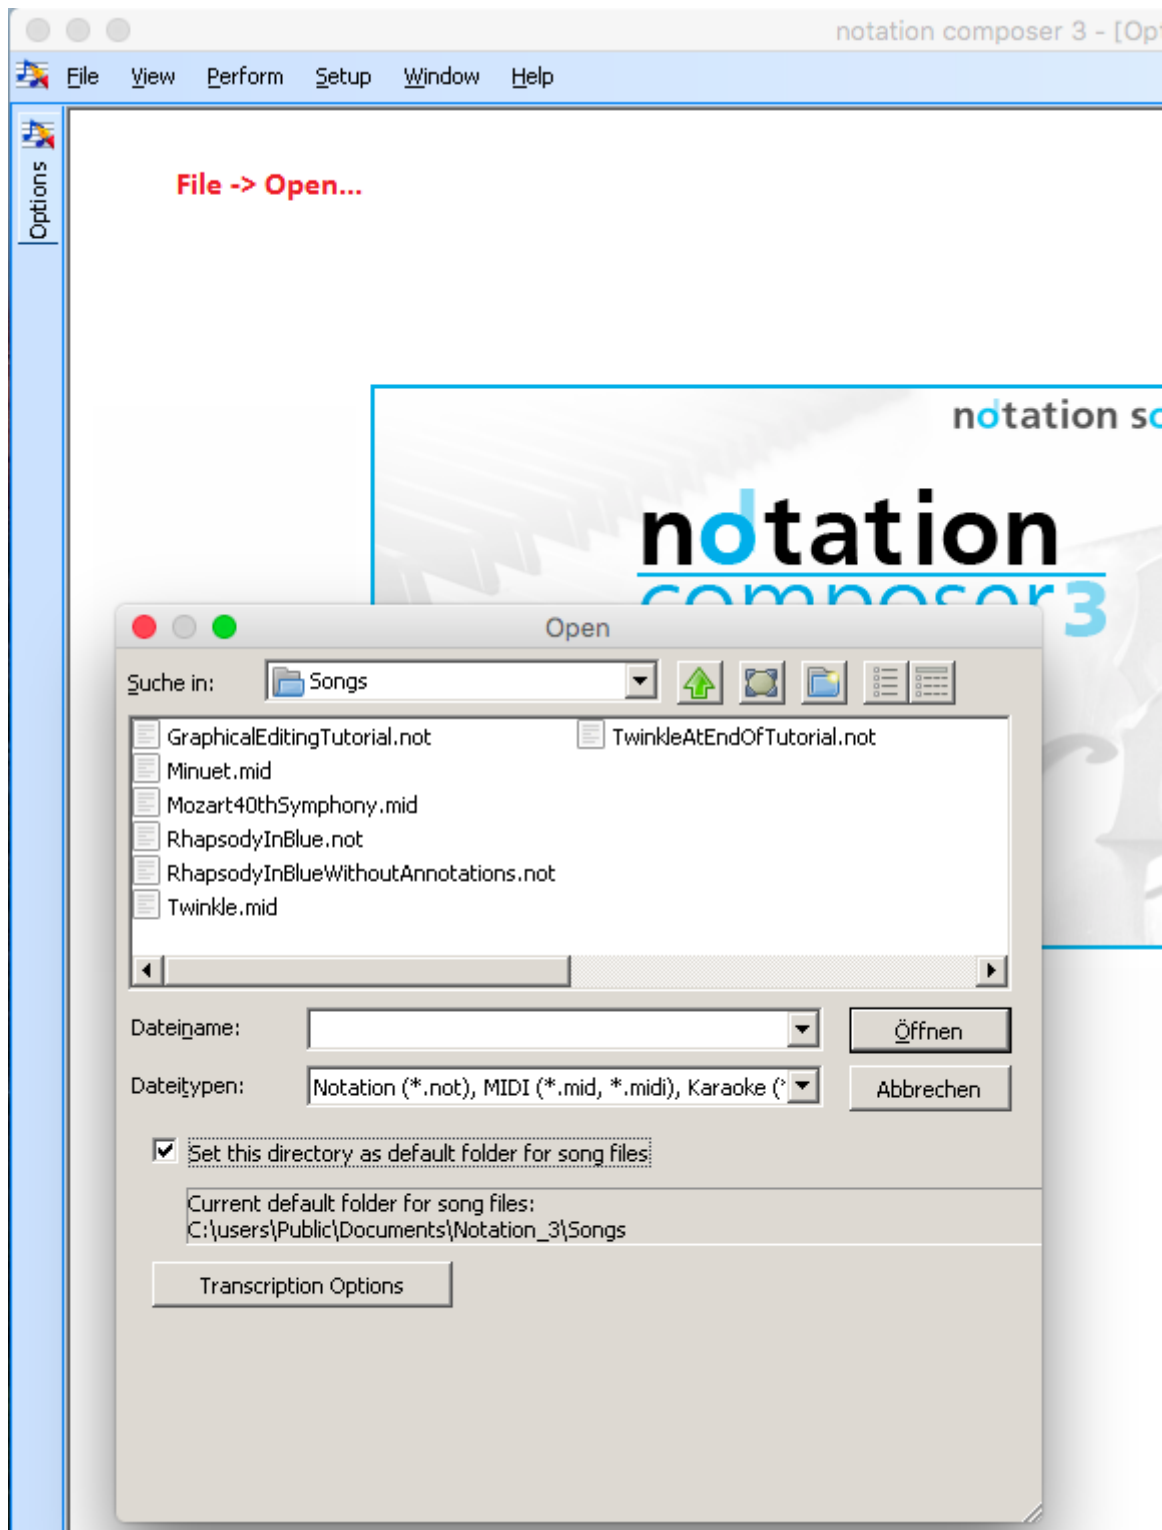 notation composer 3 - [Opt
File View Perform Setup Window Help
Options
File -> Open...
notation so
notation
composer 3
Open
Suche in: Songs
GraphicalEditingTutorial.not TwinkleAtEndOfTutorial.not
Minuet.mid
Mozart40thSymphony.mid
RhapsodyInBlue.not
RhapsodyInBlueWithoutAnnotations.not
Twinkle.mid
Dateiname: Öffnen
Dateitypen: Notation (*.not), MIDI (*.mid, *.midi), Karaoke (* Abbrechen
Set this directory as default folder for song files
Current default folder for song files:
C:\users\Public\Documents\Notation_3\Songs
Transcription Options